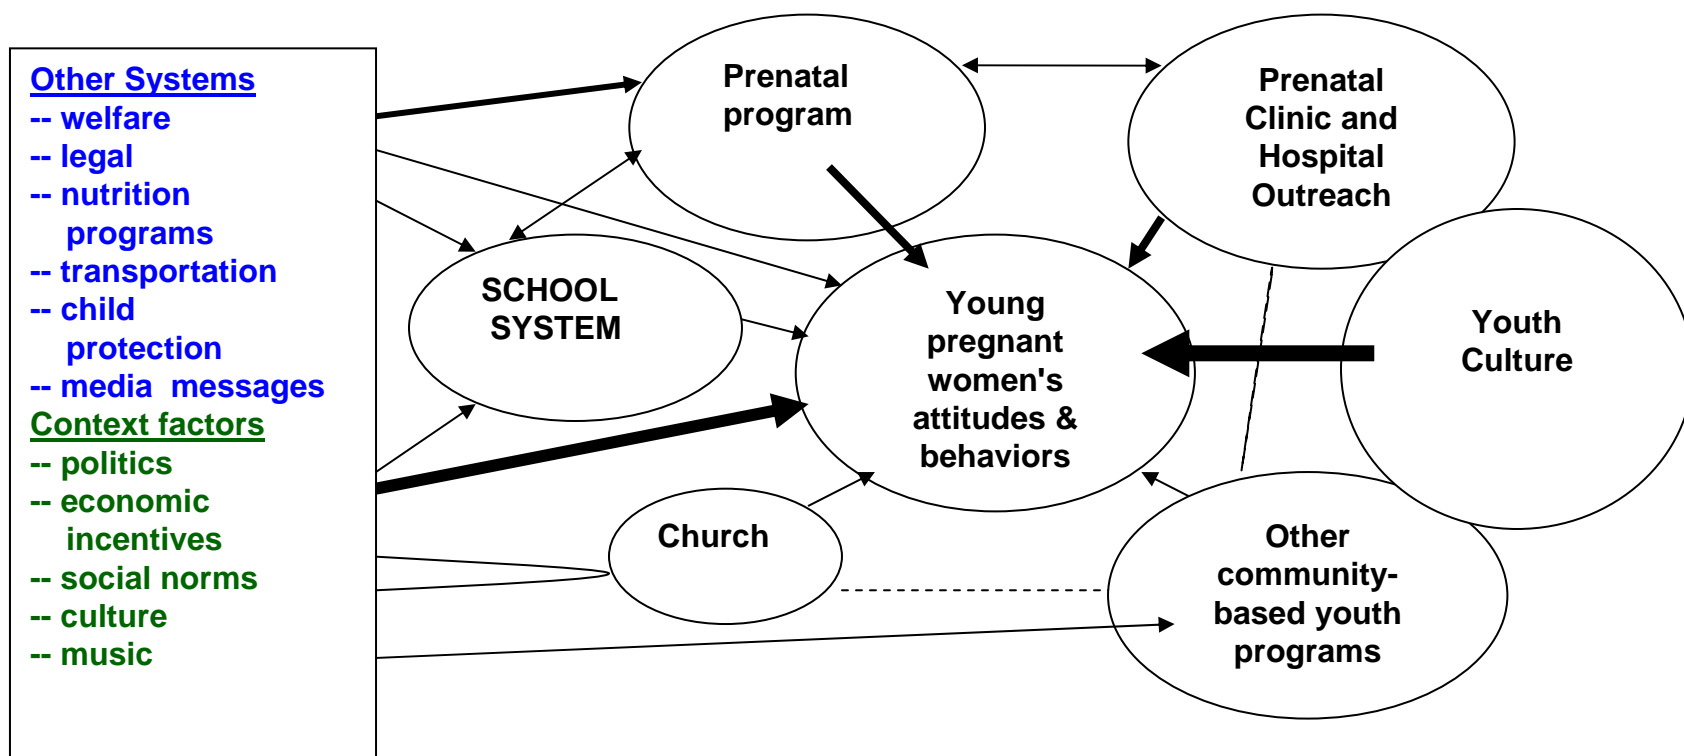 Other Systems
-- welfare
-- legal
-- nutrition
programs
-- transportation
-- child
protection
-- media  messages
Context factors
-- politics
-- economic
incentives
-- social norms
-- culture
-- music
Prenatal
program
Prenatal
Clinic and
Hospital
Outreach
SCHOOL
SYSTEM
Young
pregnant
women's
attitudes &
behaviors
Youth
Culture
Church
Other
community-
based youth
programs